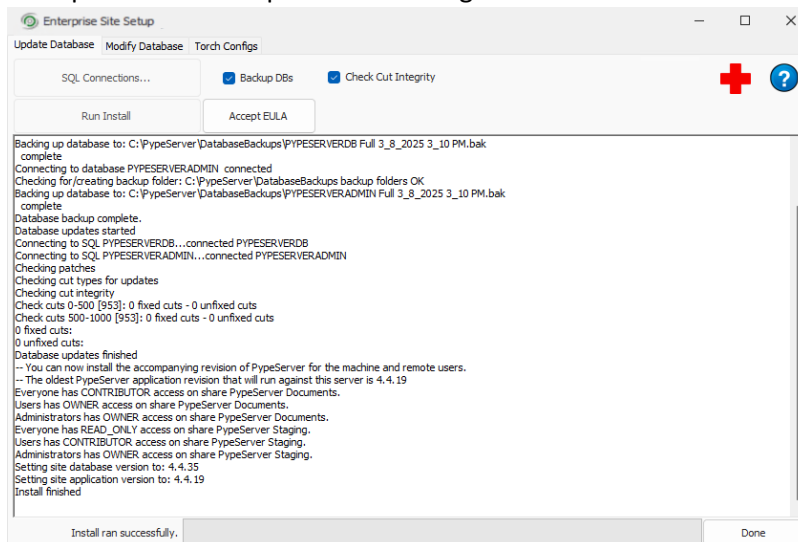 Enterprise Site Setup
Update Database Modify Database Torch Configs
SQL Connections... Backup DBs Check Cut Integrity
Run Install Accept EULA
Backing up database to: C:\PypeServer\DatabaseBackups\PYPESERVERDB Full 3_8_2025 3_10 PM.bak
complete
Connecting to database PYPESERVERADMIN connected
Checking for/creating backup folder: C:\PypeServer\DatabaseBackups backup folders OK
Backing up database to: C:\PypeServer\DatabaseBackups\PYPESERVERADMIN Full 3_8_2025 3_10 PM.bak
complete
Database backup complete.
Database updates started
Connecting to SQL PYPESERVERDB...connected PYPESERVERDB
Connecting to SQL PYPESERVERADMIN...connected PYPESERVERADMIN
Checking patches
Checking cut types for updates
Checking cut integrity
Check cuts 0-500 [953]: 0 fixed cuts - 0 unfixed cuts
Check cuts 500-1000 [953]: 0 fixed cuts - 0 unfixed cuts
0 fixed cuts:
0 unfixed cuts:
Database updates finished
-- You can now install the accompanying revision of PypeServer for the machine and remote users.
-- The oldest PypeServer application revision that will run against this server is 4.4.19
Everyone has CONTRIBUTOR access on share PypeServer Documents.
Users has OWNER access on share PypeServer Documents.
Administrators has OWNER access on share PypeServer Documents.
Everyone has READ_ONLY access on share PypeServer Staging.
Users has CONTRIBUTOR access on share PypeServer Staging.
Administrators has OWNER access on share PypeServer Staging.
Setting site database version to: 4.4.35
Setting site application version to: 4.4.19
Install finished
Install ran successfully. Done